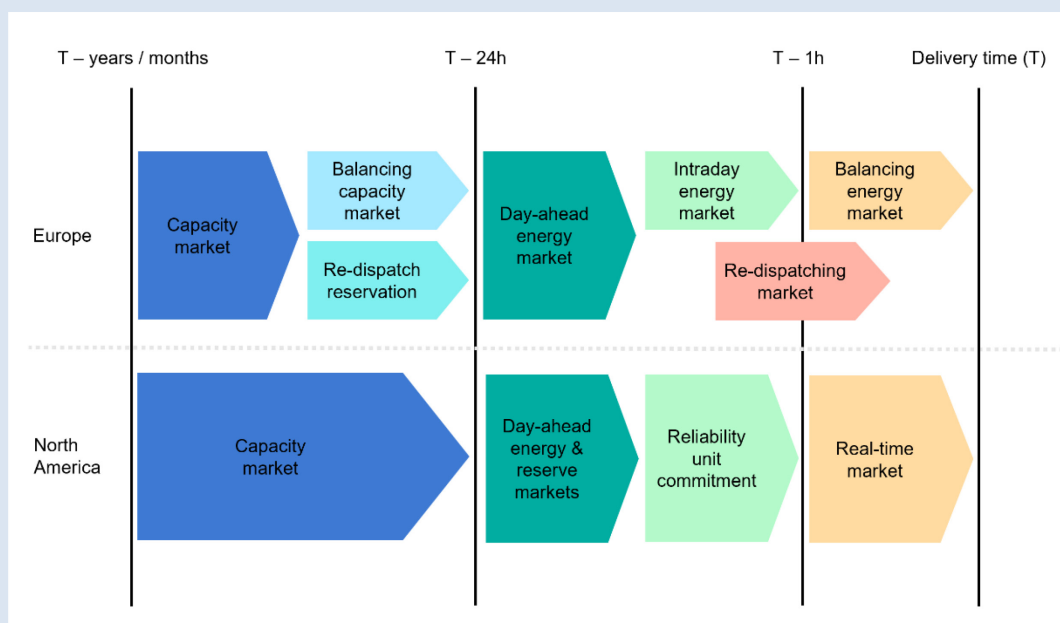 T – years / months
T – 24h
T – 1h
Delivery time (T)
Europe
Capacity
market
Balancing
capacity
market
Re-dispatch
reservation
Day-ahead
energy
market
Intraday
energy
market
Balancing
energy
market
Re-dispatching
market
North
America
Capacity
market
Day-ahead
energy &
reserve
markets
Reliability
unit
commitment
Real-time
market